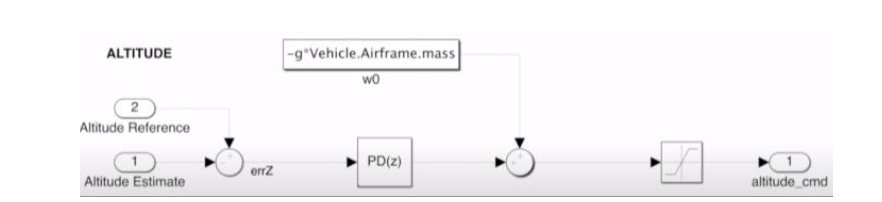 ALTITUDE
-g*Vehicle.Airframe.mass
w0
2
Altitude Reference
1
Altitude Estimate
errZ
PD(z)
1
altitude_cmd